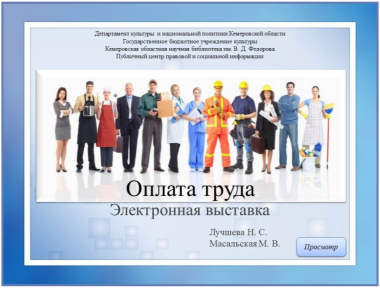 Департамент культуры и национальной политики Кемеровской области
Государственное бюджетное учреждение культуры
Кемеровская областная научная библиотека им. В. Д. Федорова
Публичный центр правовой и социальной информации
Оплата труда
Электронная выставка
Лучшева Н. С.
Масальская М. В.
Просмотр